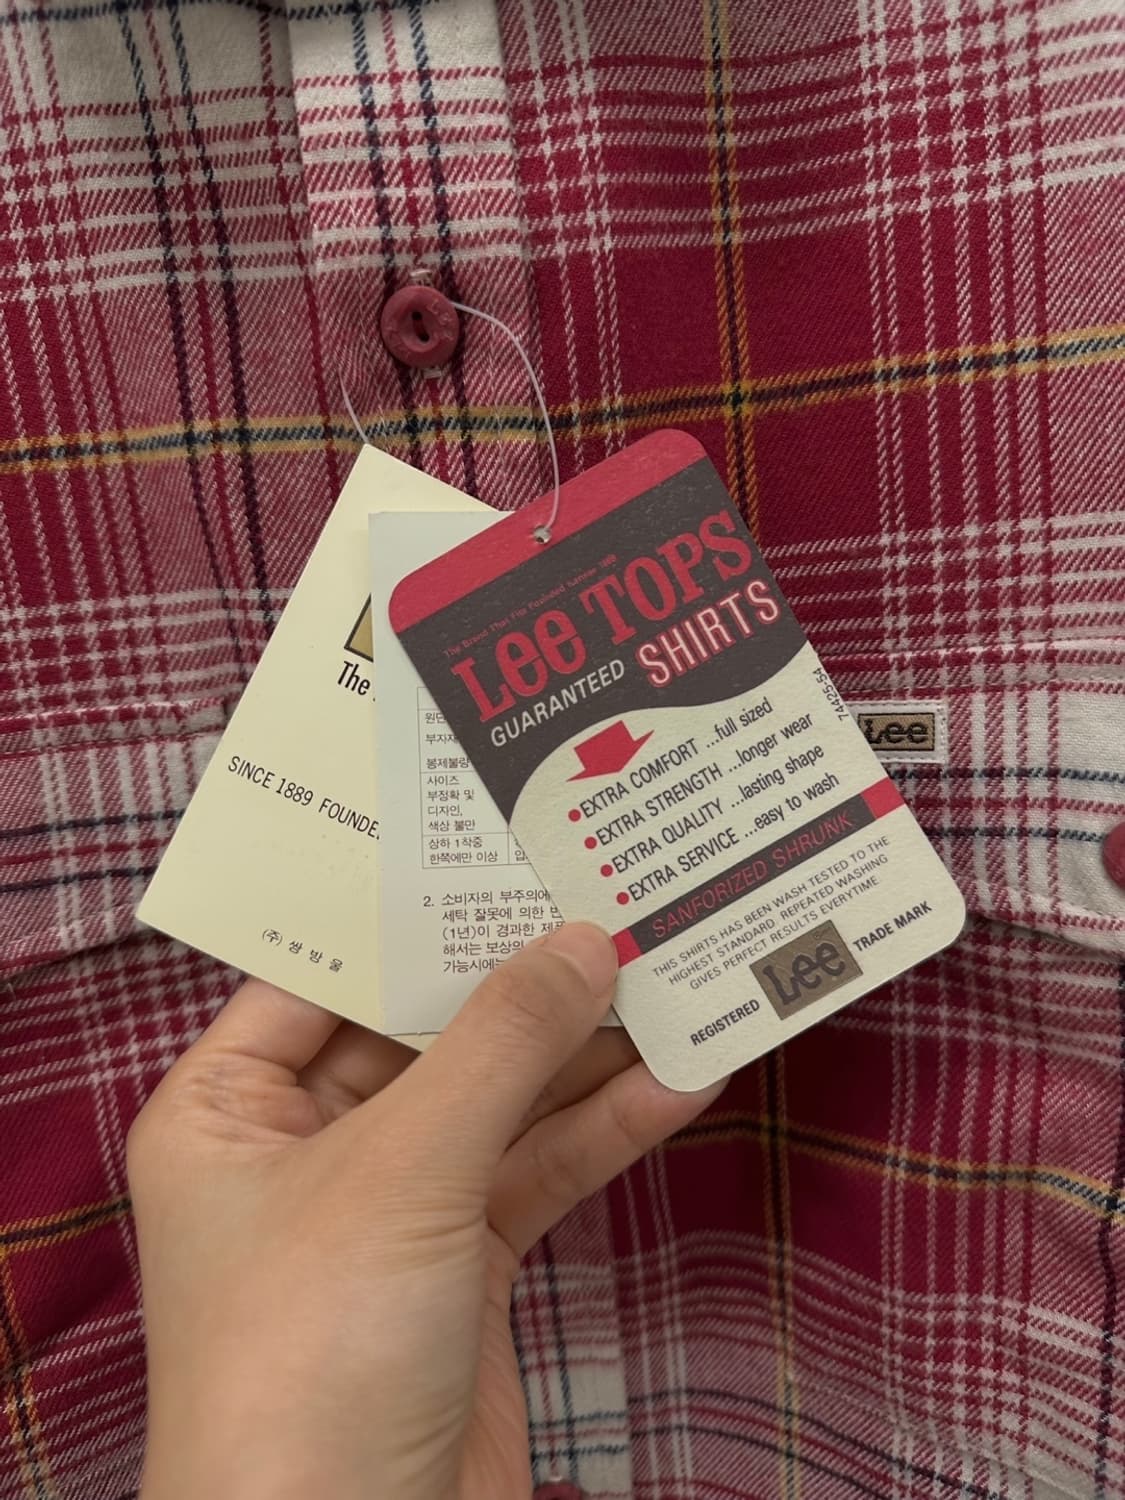 The Brand That Fits Founded Kansas 1889
Lee TOPS
GUARANTEED SHIRTS
EXTRA COMFORT ...full sized
EXTRA STRENGTH ...longer wear
EXTRA QUALITY ...lasting shape
EXTRA SERVICE ...easy to wash
74425-54
SANFORIZED SHRUNK
THIS SHIRTS HAS BEEN WASH TESTED TO THE
HIGHEST STANDARD. REPEATED WASHING
GIVES PERFECT RESULTS EVERYTIME
REGISTERED Lee TRADE MARK
Lee
The
SINCE 1889 FOUNDE
(주) 쌍 방 울
원단
부자재
봉제불량
사이즈
부정확 및
디자인,
색상 불만
상하 1착중
한쪽에만 이상
2. 소비자의 부주의에
세탁 잘못에 의한
(1년)이 경과한 제품
해서는 보상의
가능시에는